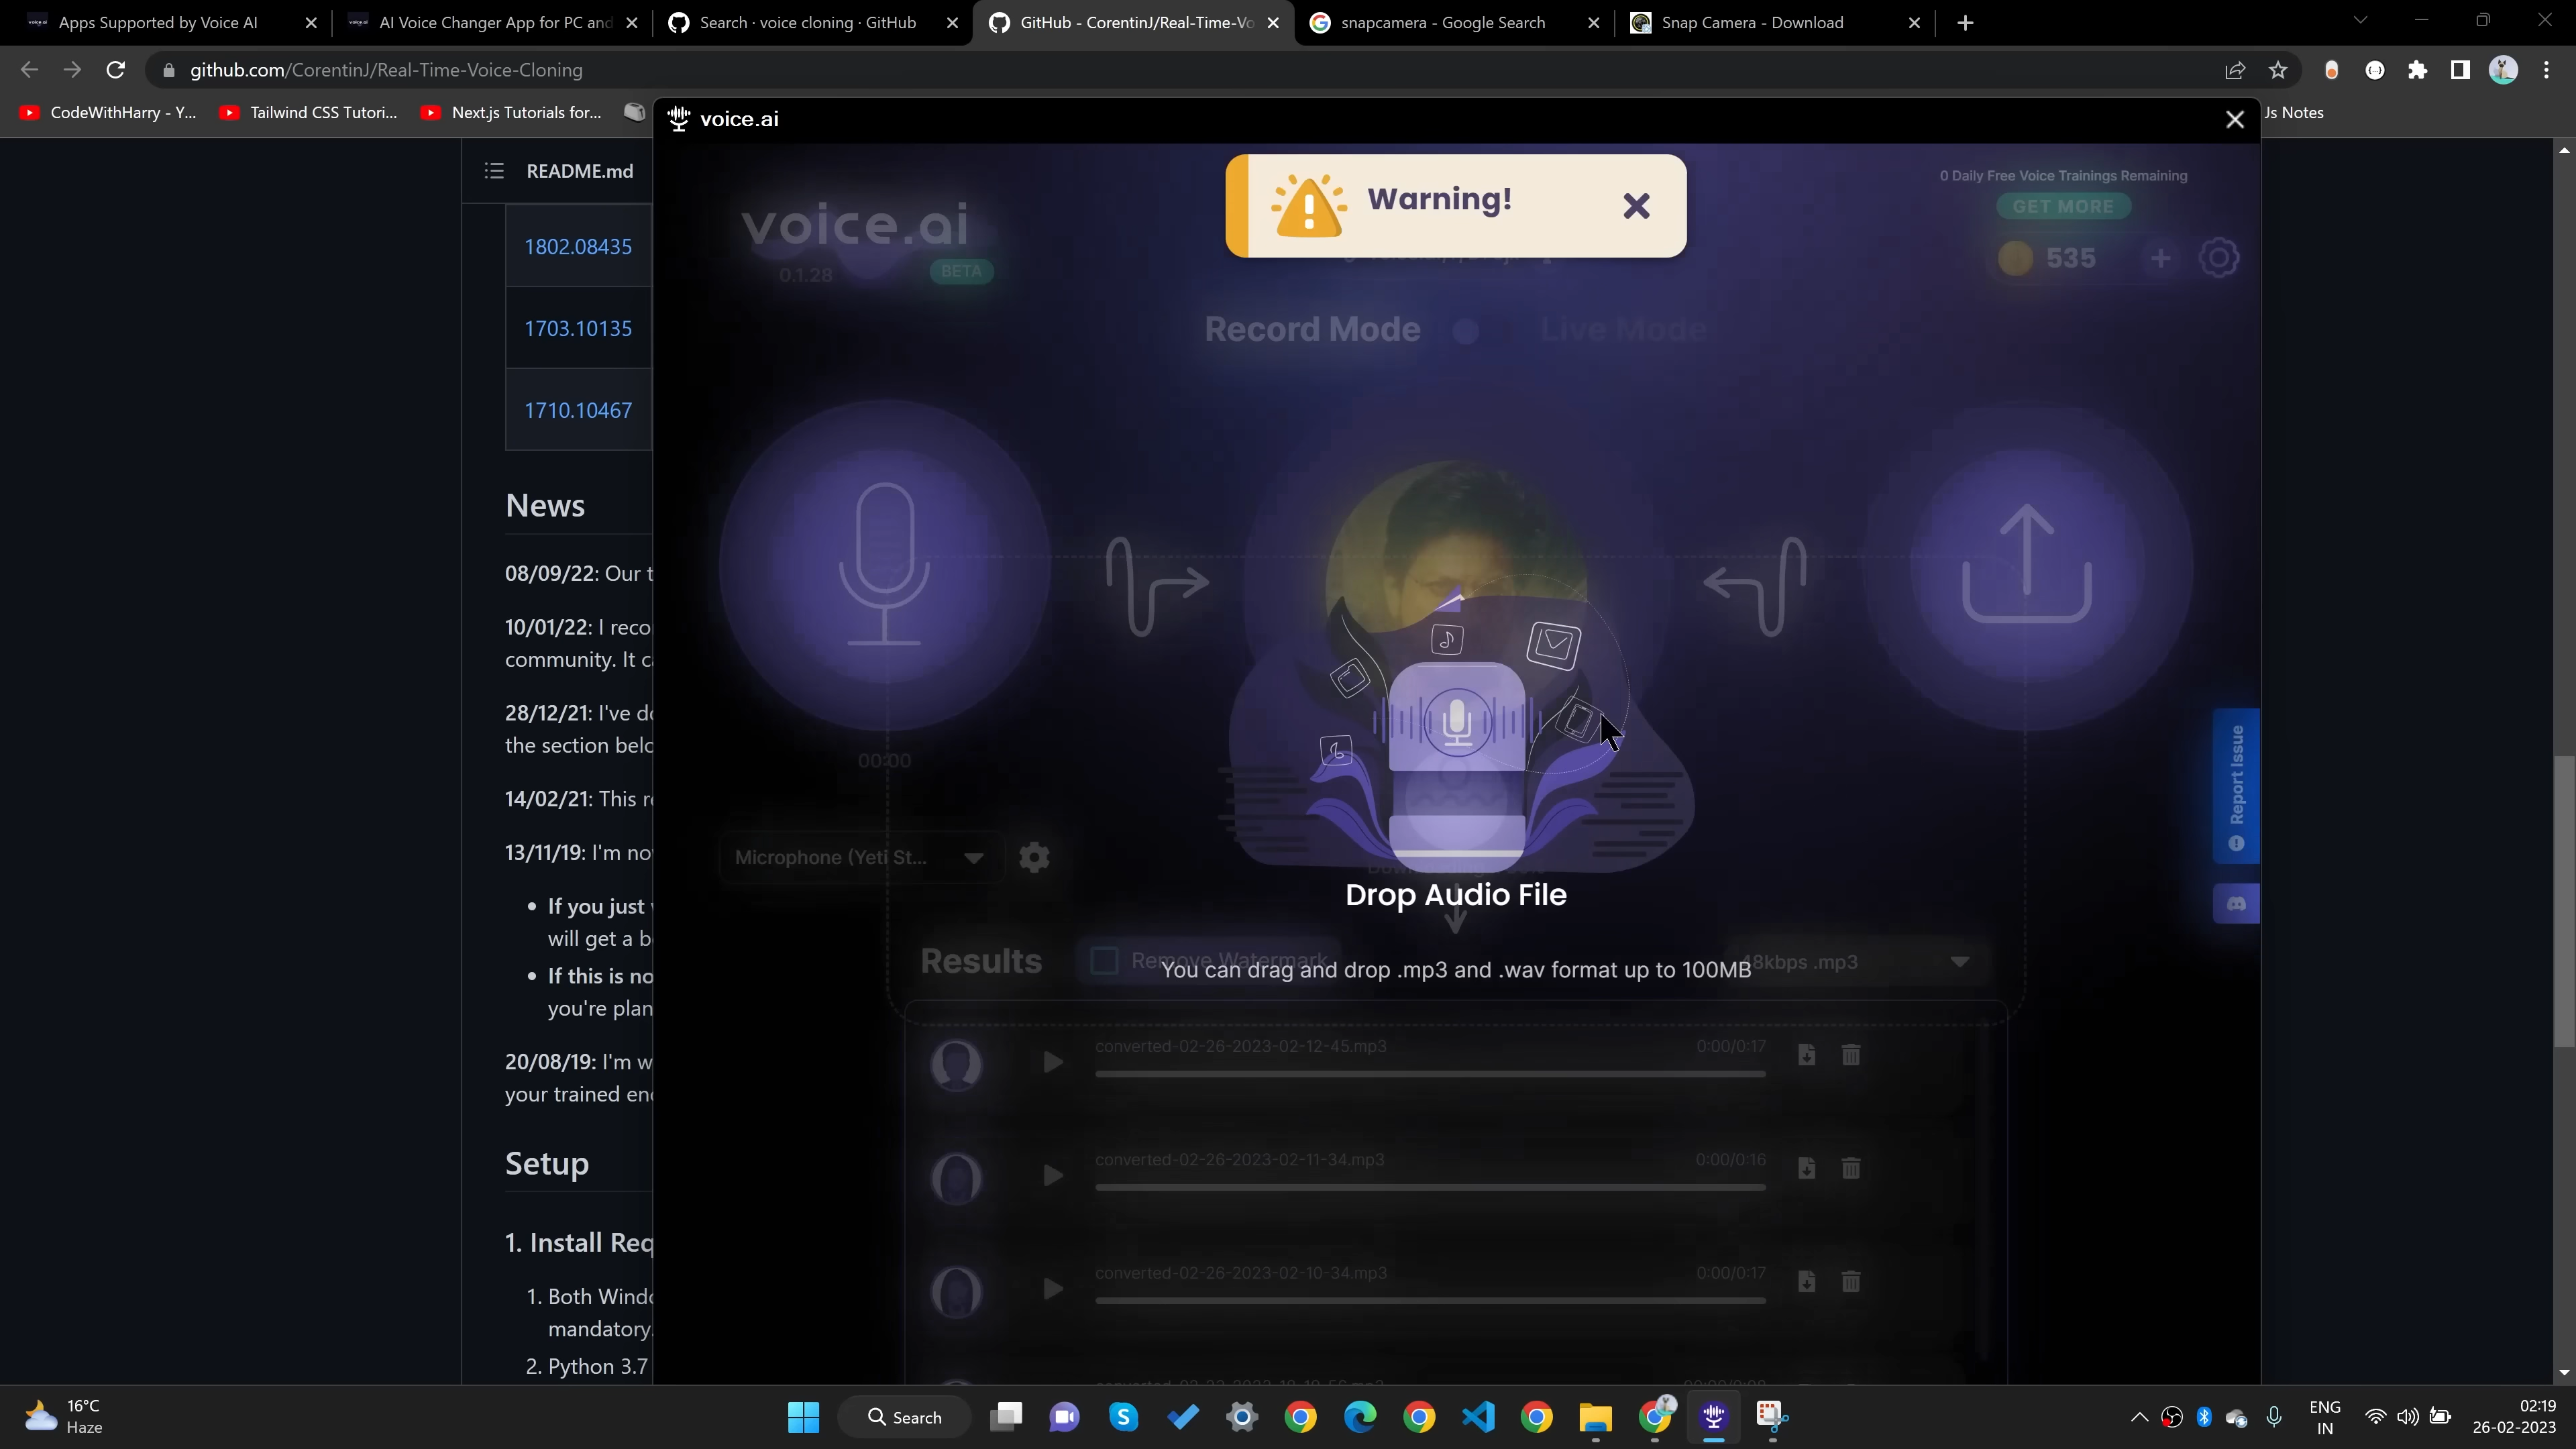 Apps Supported by Voice AI
AI Voice Changer App for PC and
Search · voice cloning · GitHub
GitHub - CorentinJ/Real-Time-Vo
snapcamera - Google Search
Snap Camera - Download
github.com/CorentinJ/Real-Time-Voice-Cloning
CodeWithHarry - Y...
Tailwind CSS Tutori...
Next.js Tutorials for...
Js Notes
voice.ai
README.md
Warning!
0 Daily Free Voice Trainings Remaining
GET MORE
voice.ai
0.1.28
BETA
535
1802.08435
1703.10135
1710.10467
Record Mode
Live Mode
News
08/09/22: Our t
10/01/22: I reco
community. It c
28/12/21: I've d
the section belo
14/02/21: This r
13/11/19: I'm no
If you just
will get a b
If this is no
you're plan
20/08/19: I'm w
your trained en
Setup
1. Install Req
1. Both Windo
mandatory.
2. Python 3.7
00:00
Microphone (Yeti St...
Report Issue
Drop Audio File
Results
Remove Watermark
You can drag and drop .mp3 and .wav format up to 100MB
48kbps .mp3
converted-02-26-2023-02-12-45.mp3
0:00/0:17
converted-02-26-2023-02-11-34.mp3
0:00/0:16
converted-02-26-2023-02-10-34.mp3
0:00/0:17
16°C
Haze
Search
ENG
IN
02:19
26-02-2023